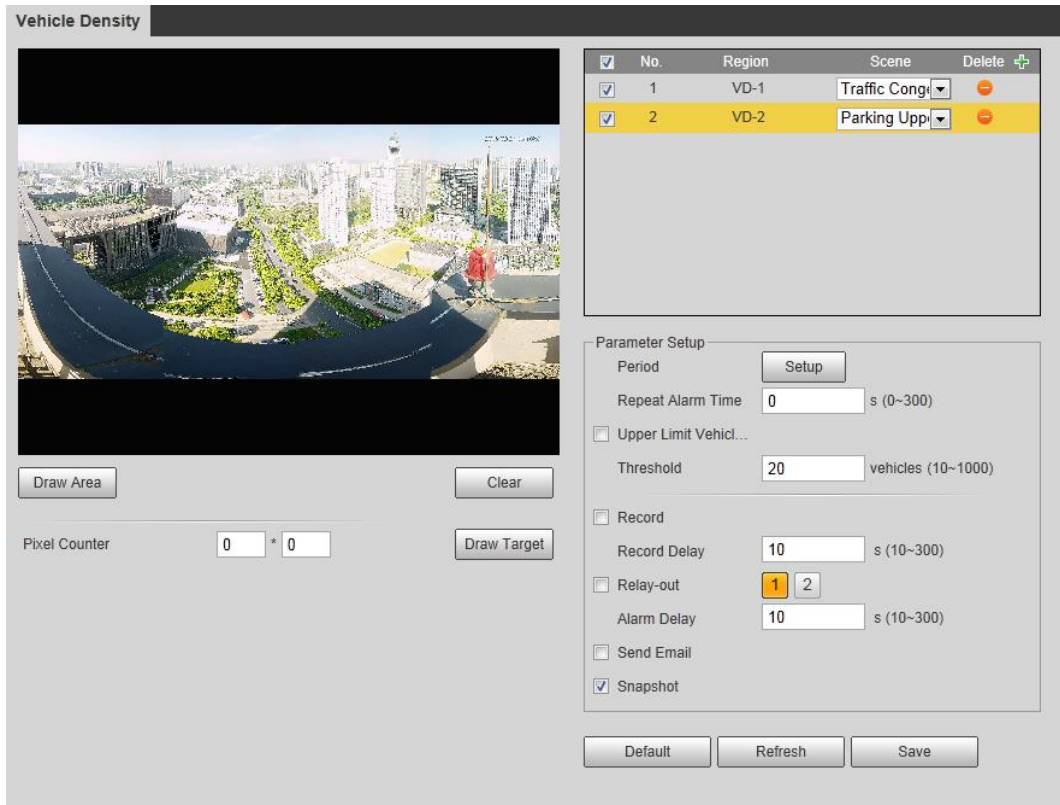 Vehicle Density
No. Region Scene Delete
1 VD-1 Traffic Conge
2 VD-2 Parking Uppe
Parameter Setup
Period Setup
Repeat Alarm Time 0 s (0~300)
Upper Limit Vehicl...
Threshold 20 vehicles (10~1000)
Draw Area Clear
Pixel Counter 0 * 0 Draw Target
Record
Record Delay 10 s (10~300)
Relay-out 1 2
Alarm Delay 10 s (10~300)
Send Email
Snapshot
Default Refresh Save